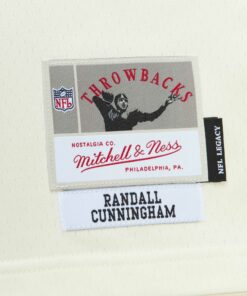 THROWBACKS
NFL
NOSTALGIA CO.
Mitchell & Ness
PHILADELPHIA, PA.
NFL LEGACY
RANDALL
CUNNINGHAM